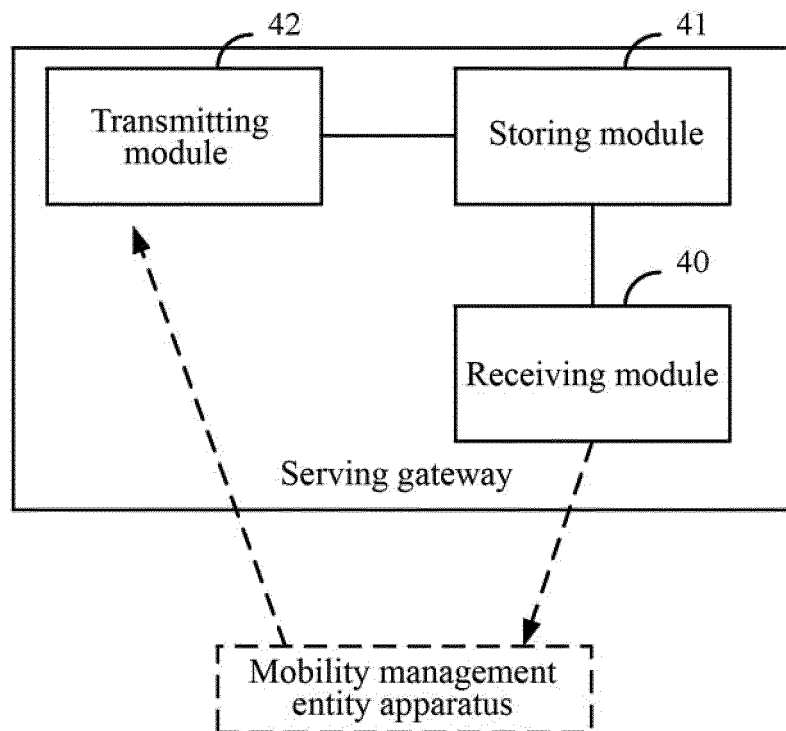 42
41
Transmitting
module
Storing module
40
Receiving module
Serving gateway
Mobility management
entity apparatus